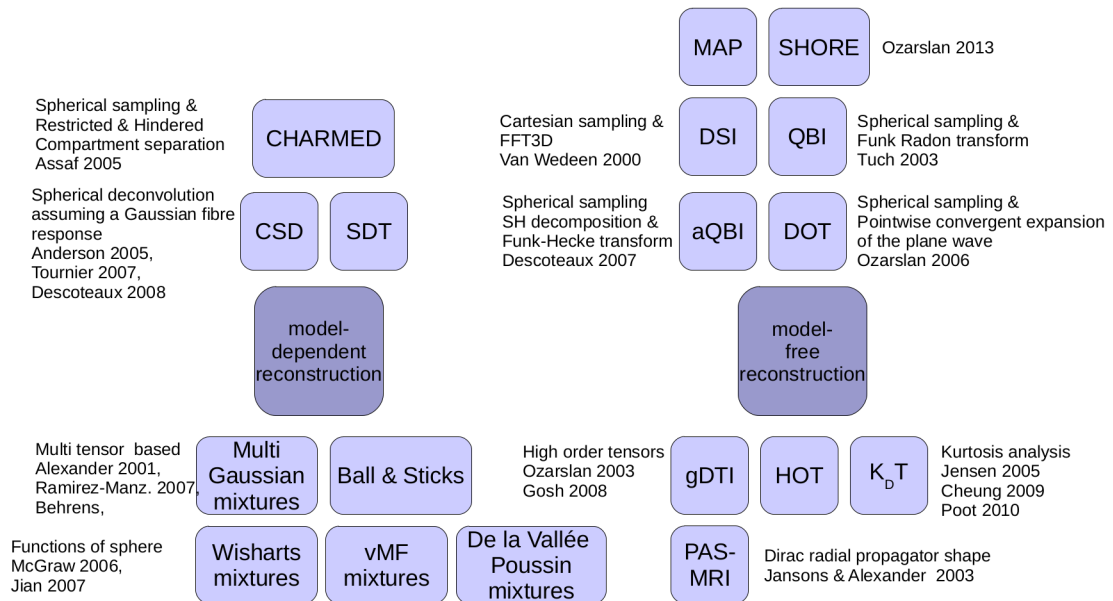 MAP
SHORE
Ozarslan 2013
Spherical sampling &
Restricted & Hindered
Compartment separation
Assaf 2005
CHARMED
Cartesian sampling &
FFT3D
Van Wedeen 2000
DSI
QBI
Spherical sampling &
Funk Radon transform
Tuch 2003
Spherical deconvolution
assuming a Gaussian fibre
response
Anderson 2005,
Tournier 2007,
Descoteaux 2008
CSD
SDT
Spherical sampling
SH decomposition &
Funk-Hecke transform
Descoteaux 2007
aQBI
DOT
Spherical sampling &
Pointwise convergent expansion
of the plane wave
Ozarslan 2006
model-
dependent
reconstruction
model-
free
reconstruction
Multi tensor based
Alexander 2001,
Ramirez-Manz. 2007,
Behrens,
Multi
Gaussian
mixtures
Ball & Sticks
High order tensors
Ozarslan 2003
Gosh 2008
gDTI
HOT
KDT
Kurtosis analysis
Jensen 2005
Cheung 2009
Poot 2010
Functions of sphere
McGraw 2006,
Jian 2007
Wisharts
mixtures
vMF
mixtures
De la Vallée
Poussin
mixtures
PAS-
MRI
Dirac radial propagator shape
Jansons & Alexander 2003